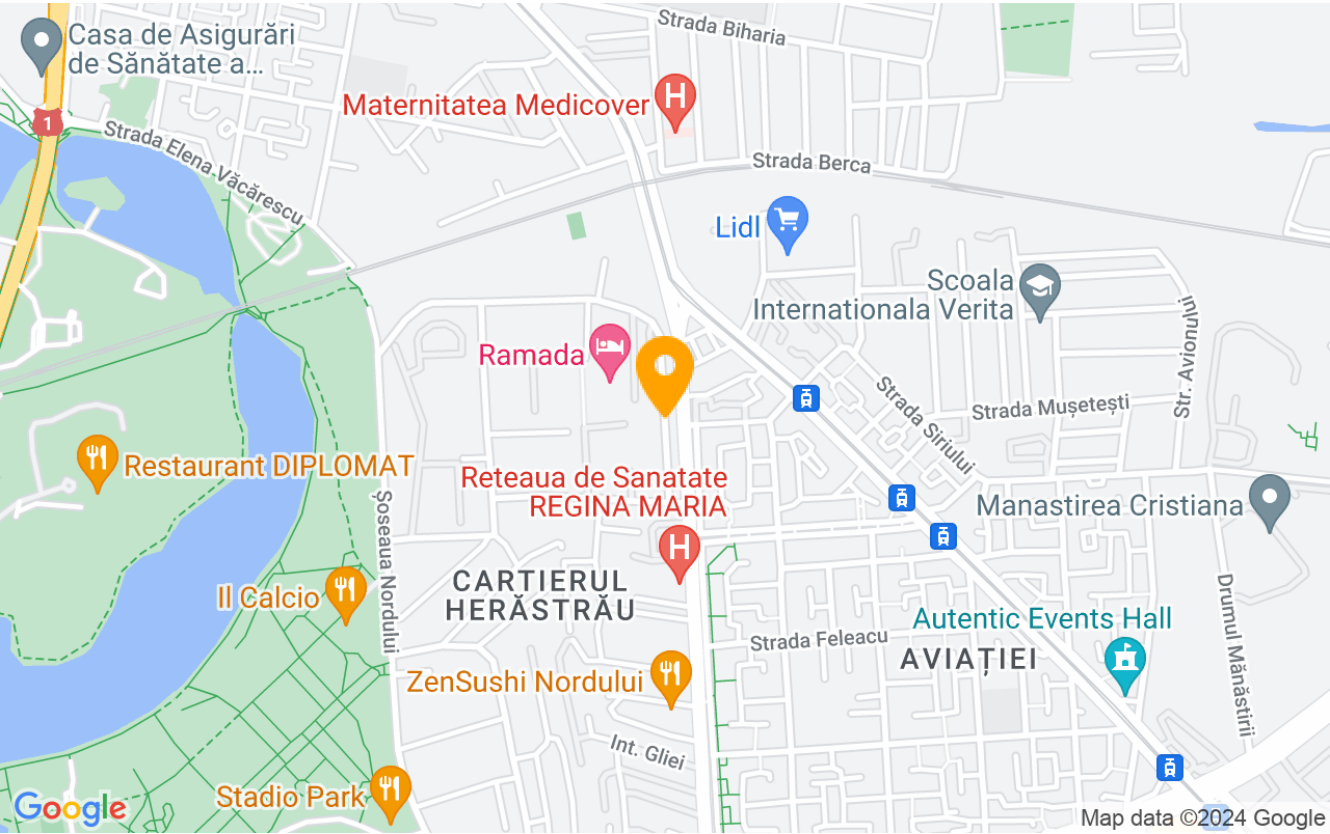 Casa de Asigurări
de Sănătate a...
Strada Biharia
Maternitatea Medicover
1
Strada Elena Văcărescu
Strada Berca
Lidl
Scoala
Internationala Verita
Str. Avionului
Ramada
Strada Mușetești
Strada Siriului
Restaurant DIPLOMAT
Reteaua de Sanatate
REGINA MARIA
Manastirea Cristiana
Șoseaua Nordului
CARTIERUL
HERĂSTRĂU
Il Calcio
Drumul Mănăstirii
Autentic Events Hall
Strada Feleacu
AVIAȚIEI
ZenSushi Nordului
Int. Gliei
Stadio Park
Google
Map data ©2024 Google